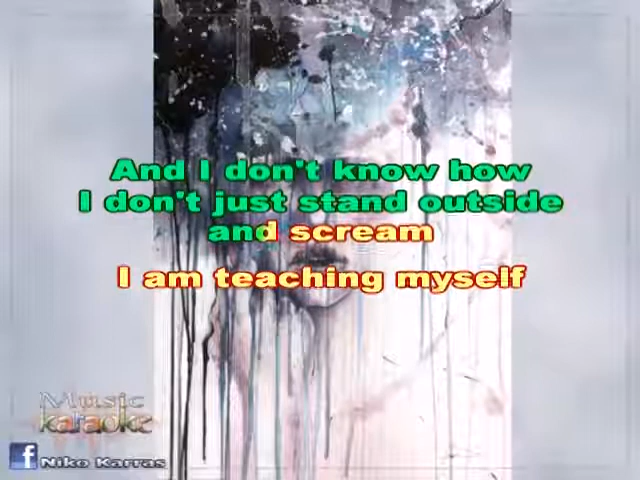 And I don't know how
I don't just stand outside
and scream
I am teaching myself
Music
karaoke
f Niko Karras